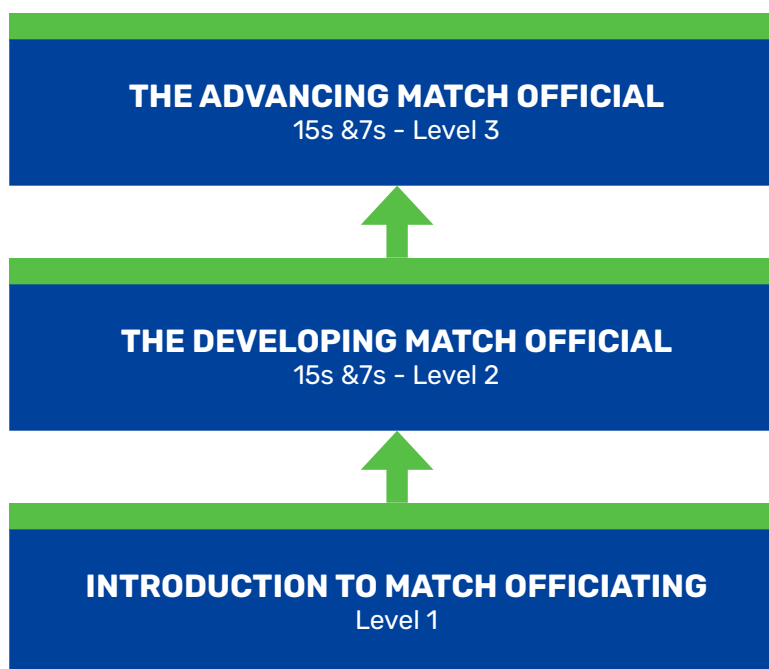 THE ADVANCING MATCH OFFICIAL
15s &7s - Level 3
THE DEVELOPING MATCH OFFICIAL
15s &7s - Level 2
INTRODUCTION TO MATCH OFFICIATING
Level 1